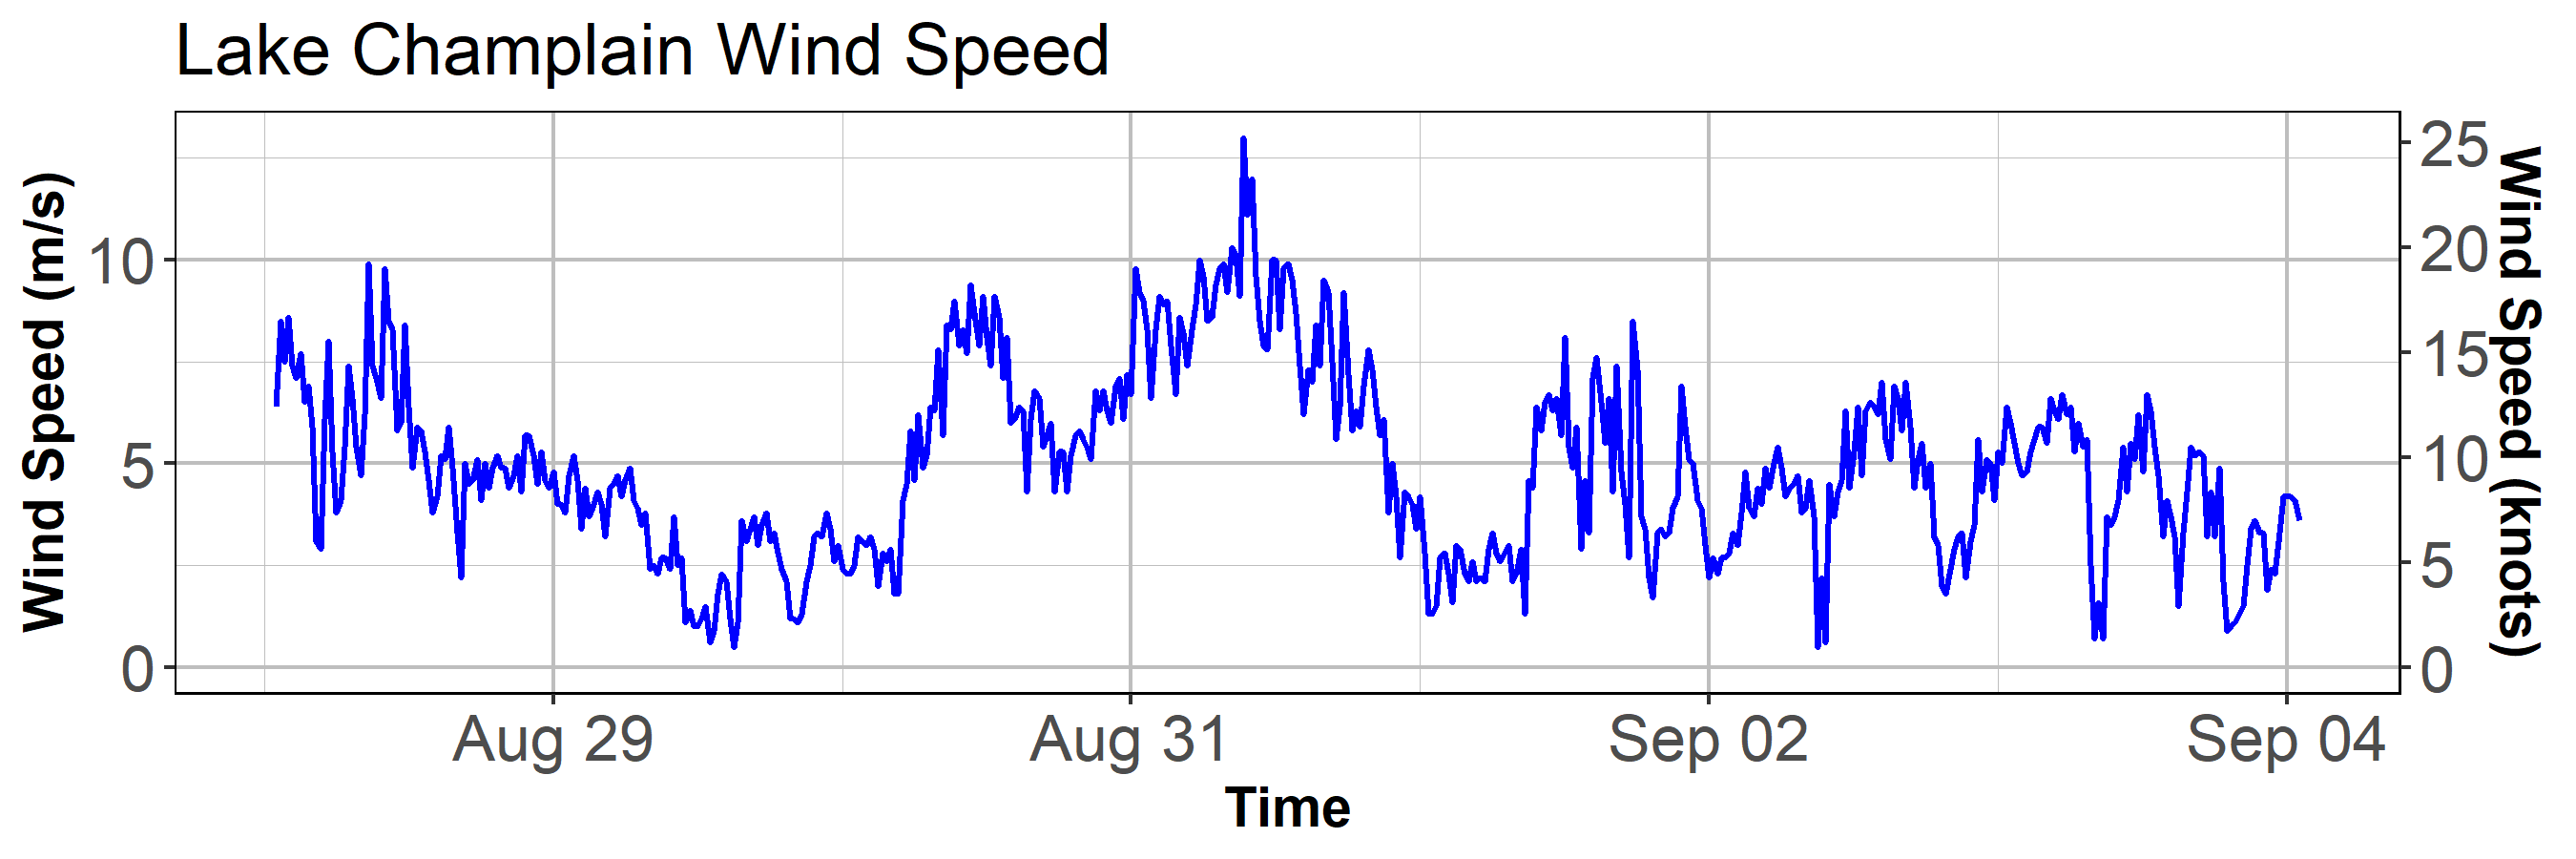 Lake Champlain Wind Speed
Wind Speed (m/s)
10
5
0
25
20
15
10
5
0
Wind Speed (knots)
Aug 29 Aug 31 Sep 02 Sep 04
Time